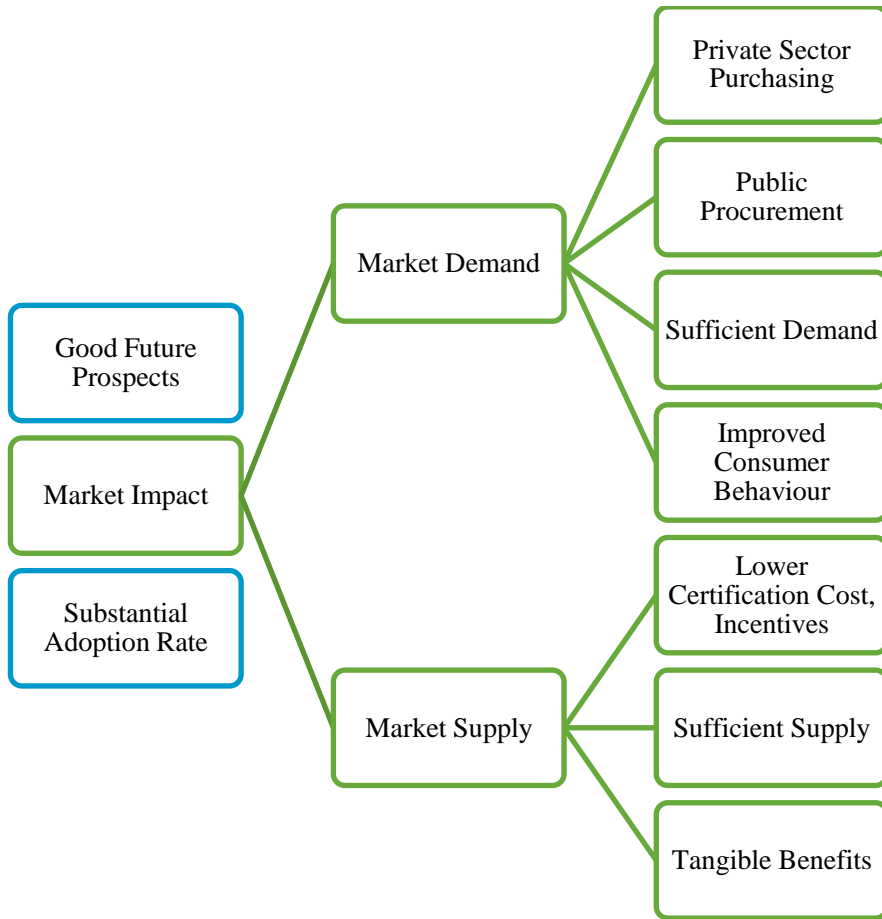 Private Sector
Purchasing
Public
Procurement
Market Demand
Sufficient Demand
Good Future
Prospects
Improved
Consumer
Behaviour
Market Impact
Lower
Certification Cost,
Incentives
Substantial
Adoption Rate
Market Supply
Sufficient Supply
Tangible Benefits